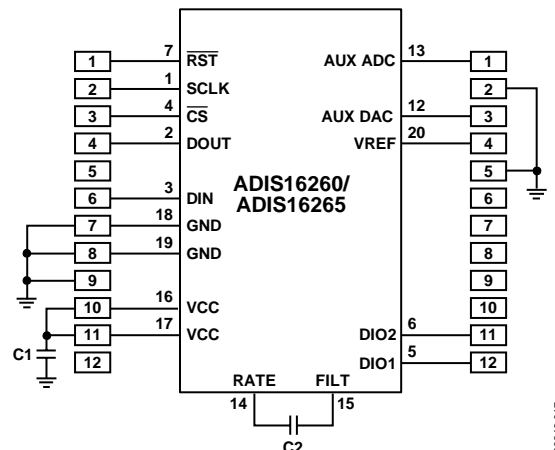 1 7 RST AUX ADC 13 1
2 1 SCLK 2
3 4 CS AUX DAC 12 3
4 2 DOUT VREF 20 4
5 5
ADIS16260/
ADIS16265
6 3 DIN 6
7 18 GND 7
8 19 GND 8
9 9
10 16 VCC 10
11 17 VCC DIO2 6 11
C1
12 DIO1 5 12
RATE FILT
14 15
C2